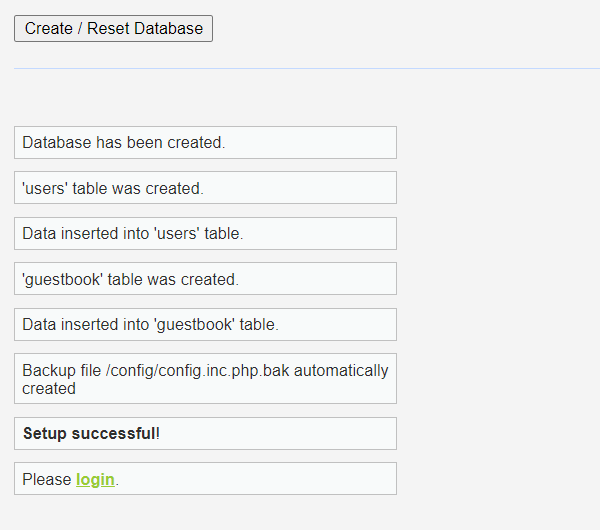 Create / Reset Database
Database has been created.
'users' table was created.
Data inserted into 'users' table.
'guestbook' table was created.
Data inserted into 'guestbook' table.
Backup file /config/config.inc.php.bak automatically
created
Setup successful!
Please login.